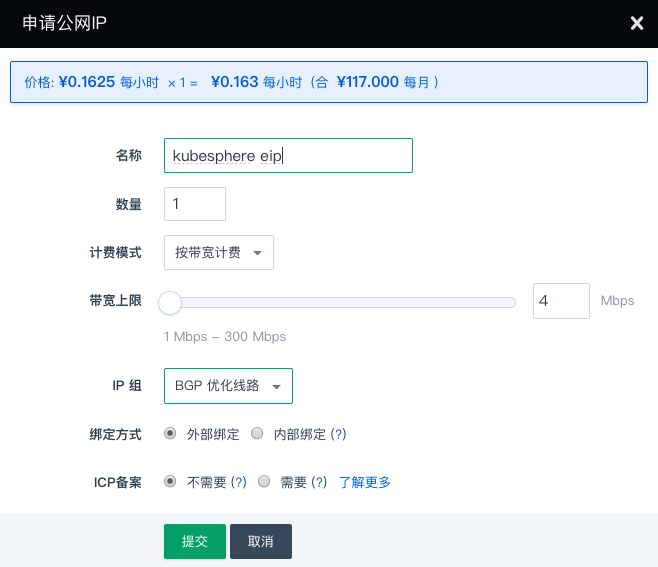 申请公网IP
价格: ¥0.1625 每小时 × 1 = ¥0.163 每小时 (合 ¥117.000 每月 )
名称 kubesphere eip
数量 1
计费模式 按带宽计费
带宽上限 4 Mbps
1 Mbps – 300 Mbps
IP 组 BGP 优化线路
绑定方式 外部绑定 内部绑定 (?)
ICP备案 不需要 (?) 需要 (?) 了解更多
提交 取消